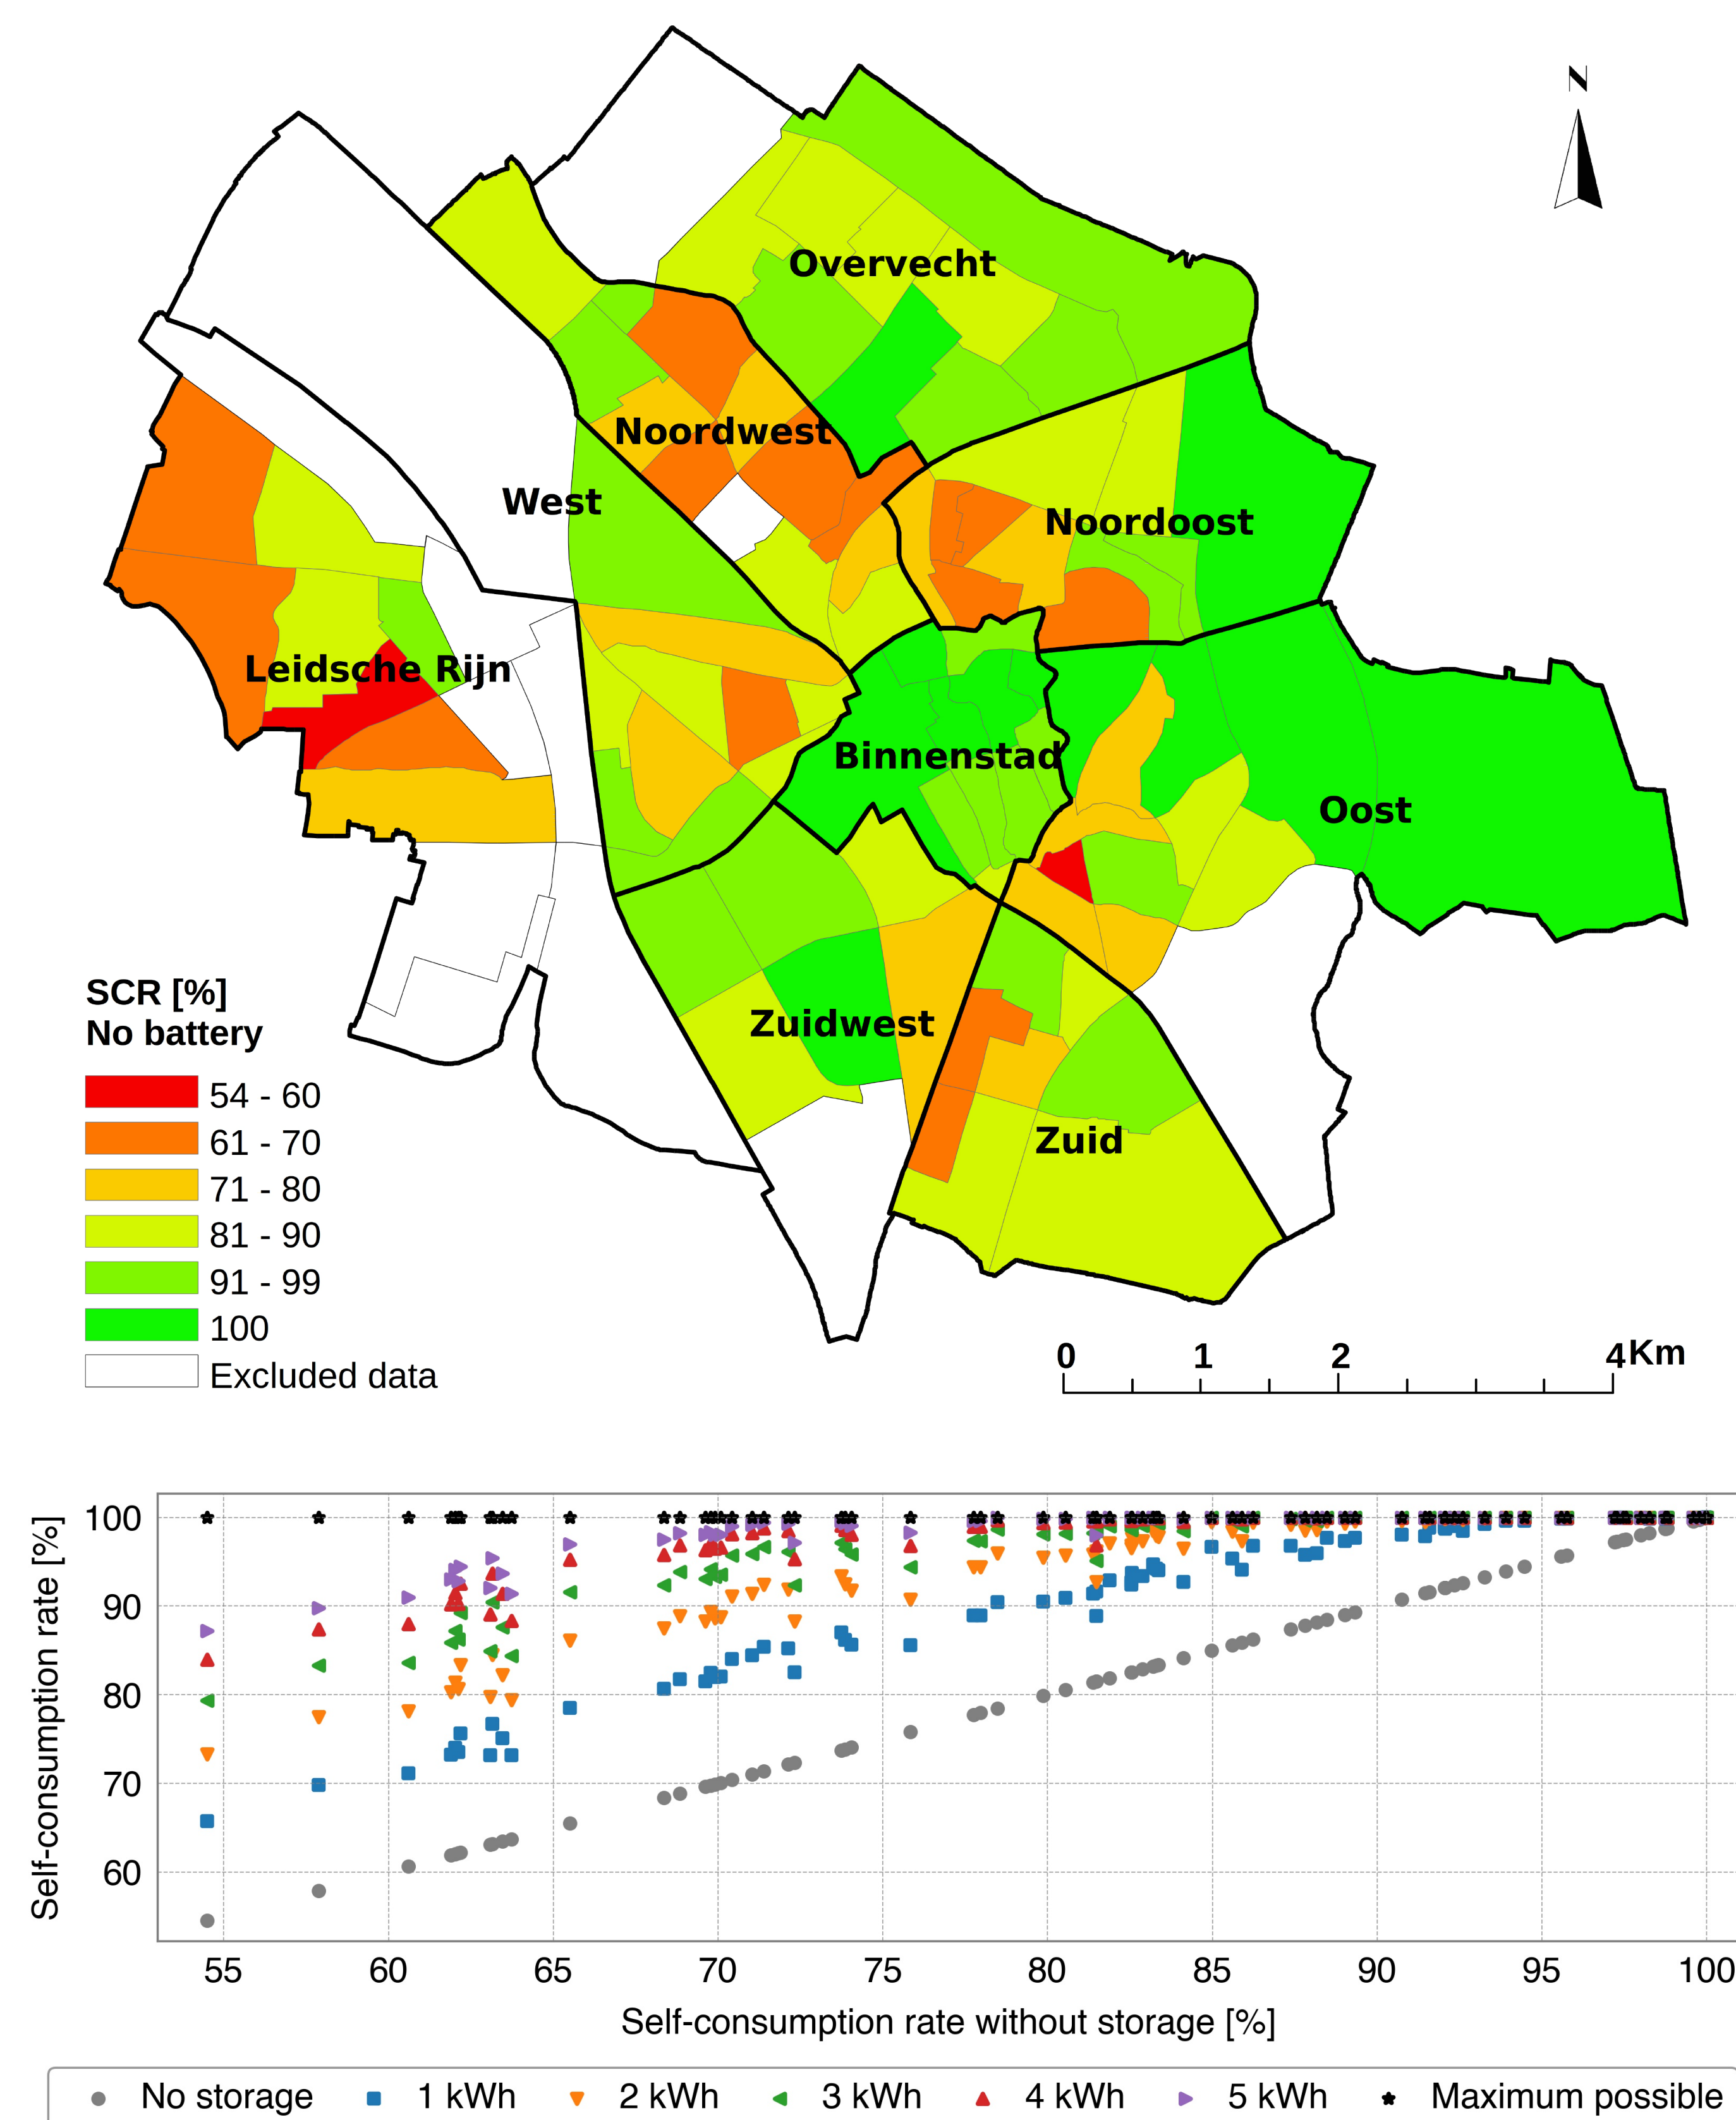 N
Overvecht
Noordwest
West
Noordoost
Leidsche Rijn
Binnenstad
Oost
Zuidwest
Zuid
SCR [%]
No battery
54 - 60
61 - 70
71 - 80
81 - 90
91 - 99
100
Excluded data
0 1 2 4 Km
Self-consumption rate [%]
100
90
80
70
60
55 60 65 70 75 80 85 90 95 100
Self-consumption rate without storage [%]
No storage 1 kWh 2 kWh 3 kWh 4 kWh 5 kWh Maximum possible